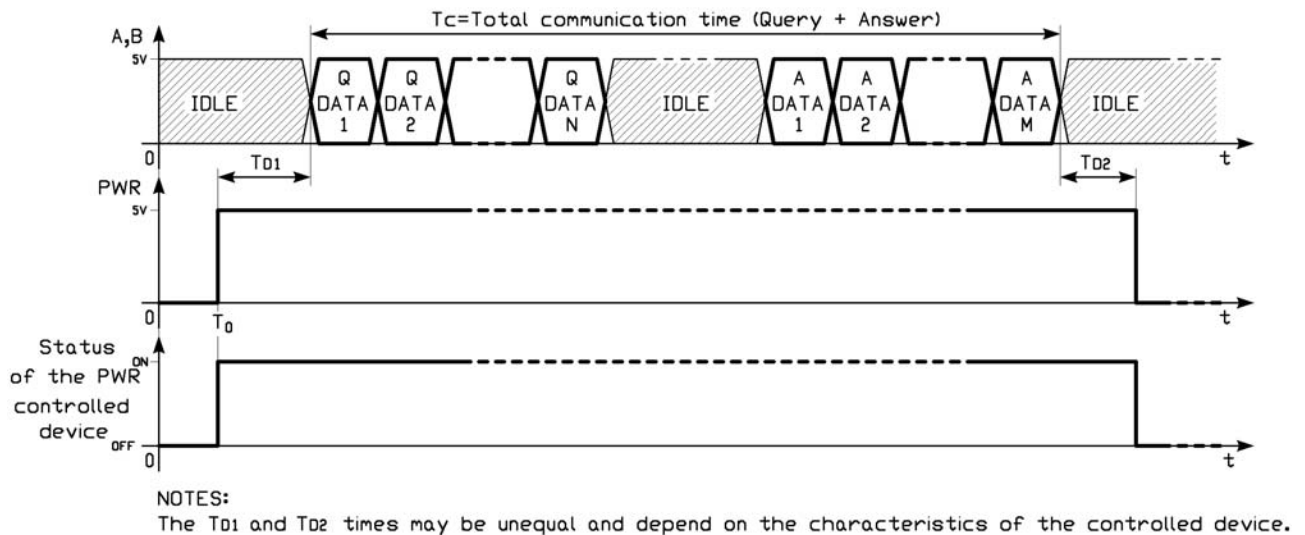 Tc=Total communication time (Query + Answer)
A,B
5V
IDLE
Q DATA 1
Q DATA 2
Q DATA N
IDLE
A DATA 1
A DATA 2
A DATA M
IDLE
0
t
TD1
TD2
PWR
5V
0
T0
t
Status
of the PWR
controlled
device
ON
OFF
0
t
NOTES:
The TD1 and TD2 times may be unequal and depend on the characteristics of the controlled device.